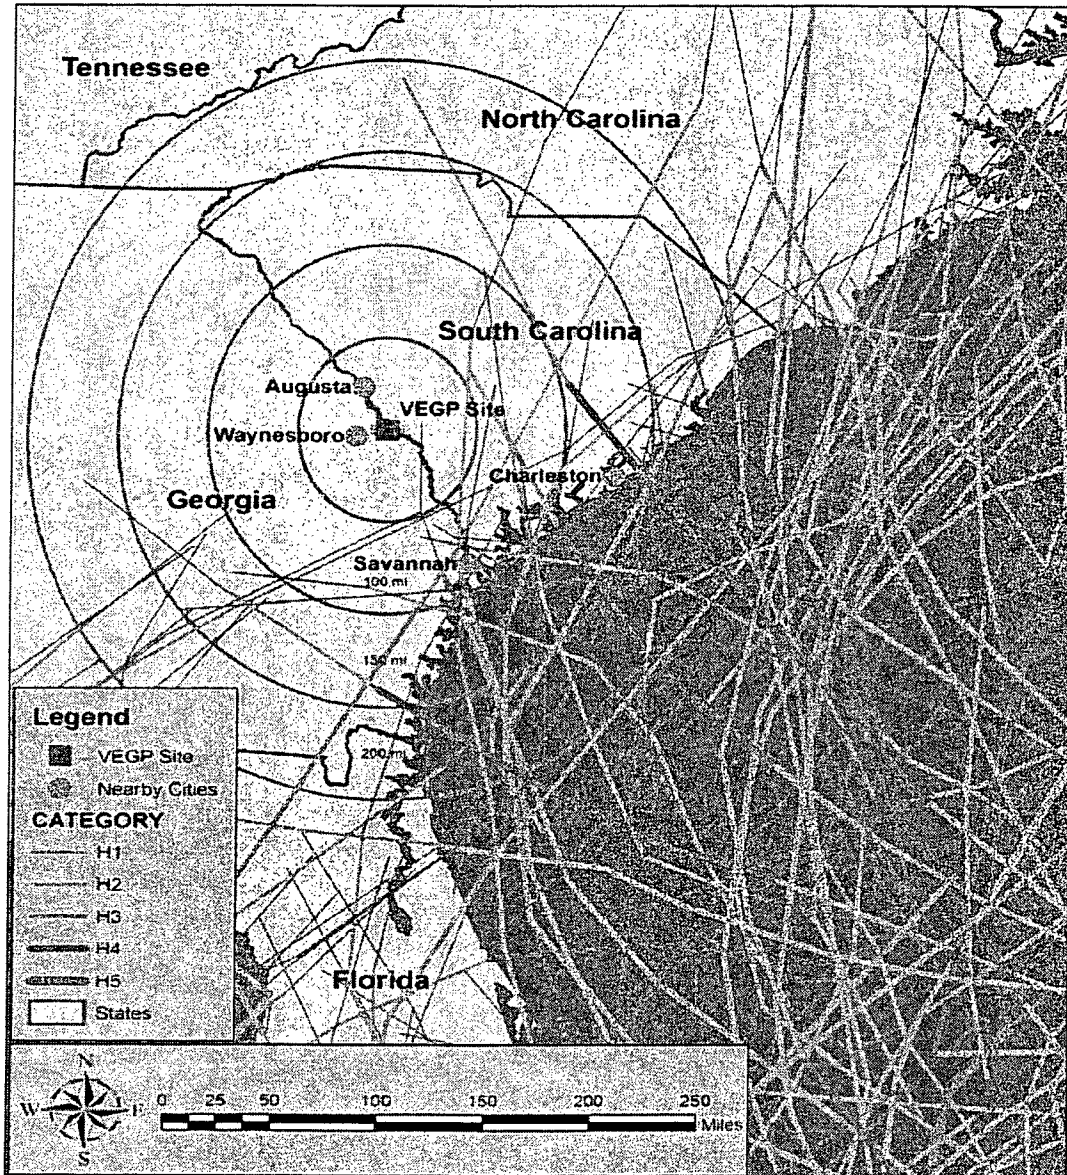 Tennessee
North Carolina
South Carolina
Augusta
VEGP Site
Waynesboro
Charleston
Georgia
Savannah
100 mi
150 mi
200 mi
Legend
VEGP Site
Nearby Cities
CATEGORY
H1
H2
H3
H4
H5
States
Florida
N
W E
S
0 25 50 100 150 200 250
Miles